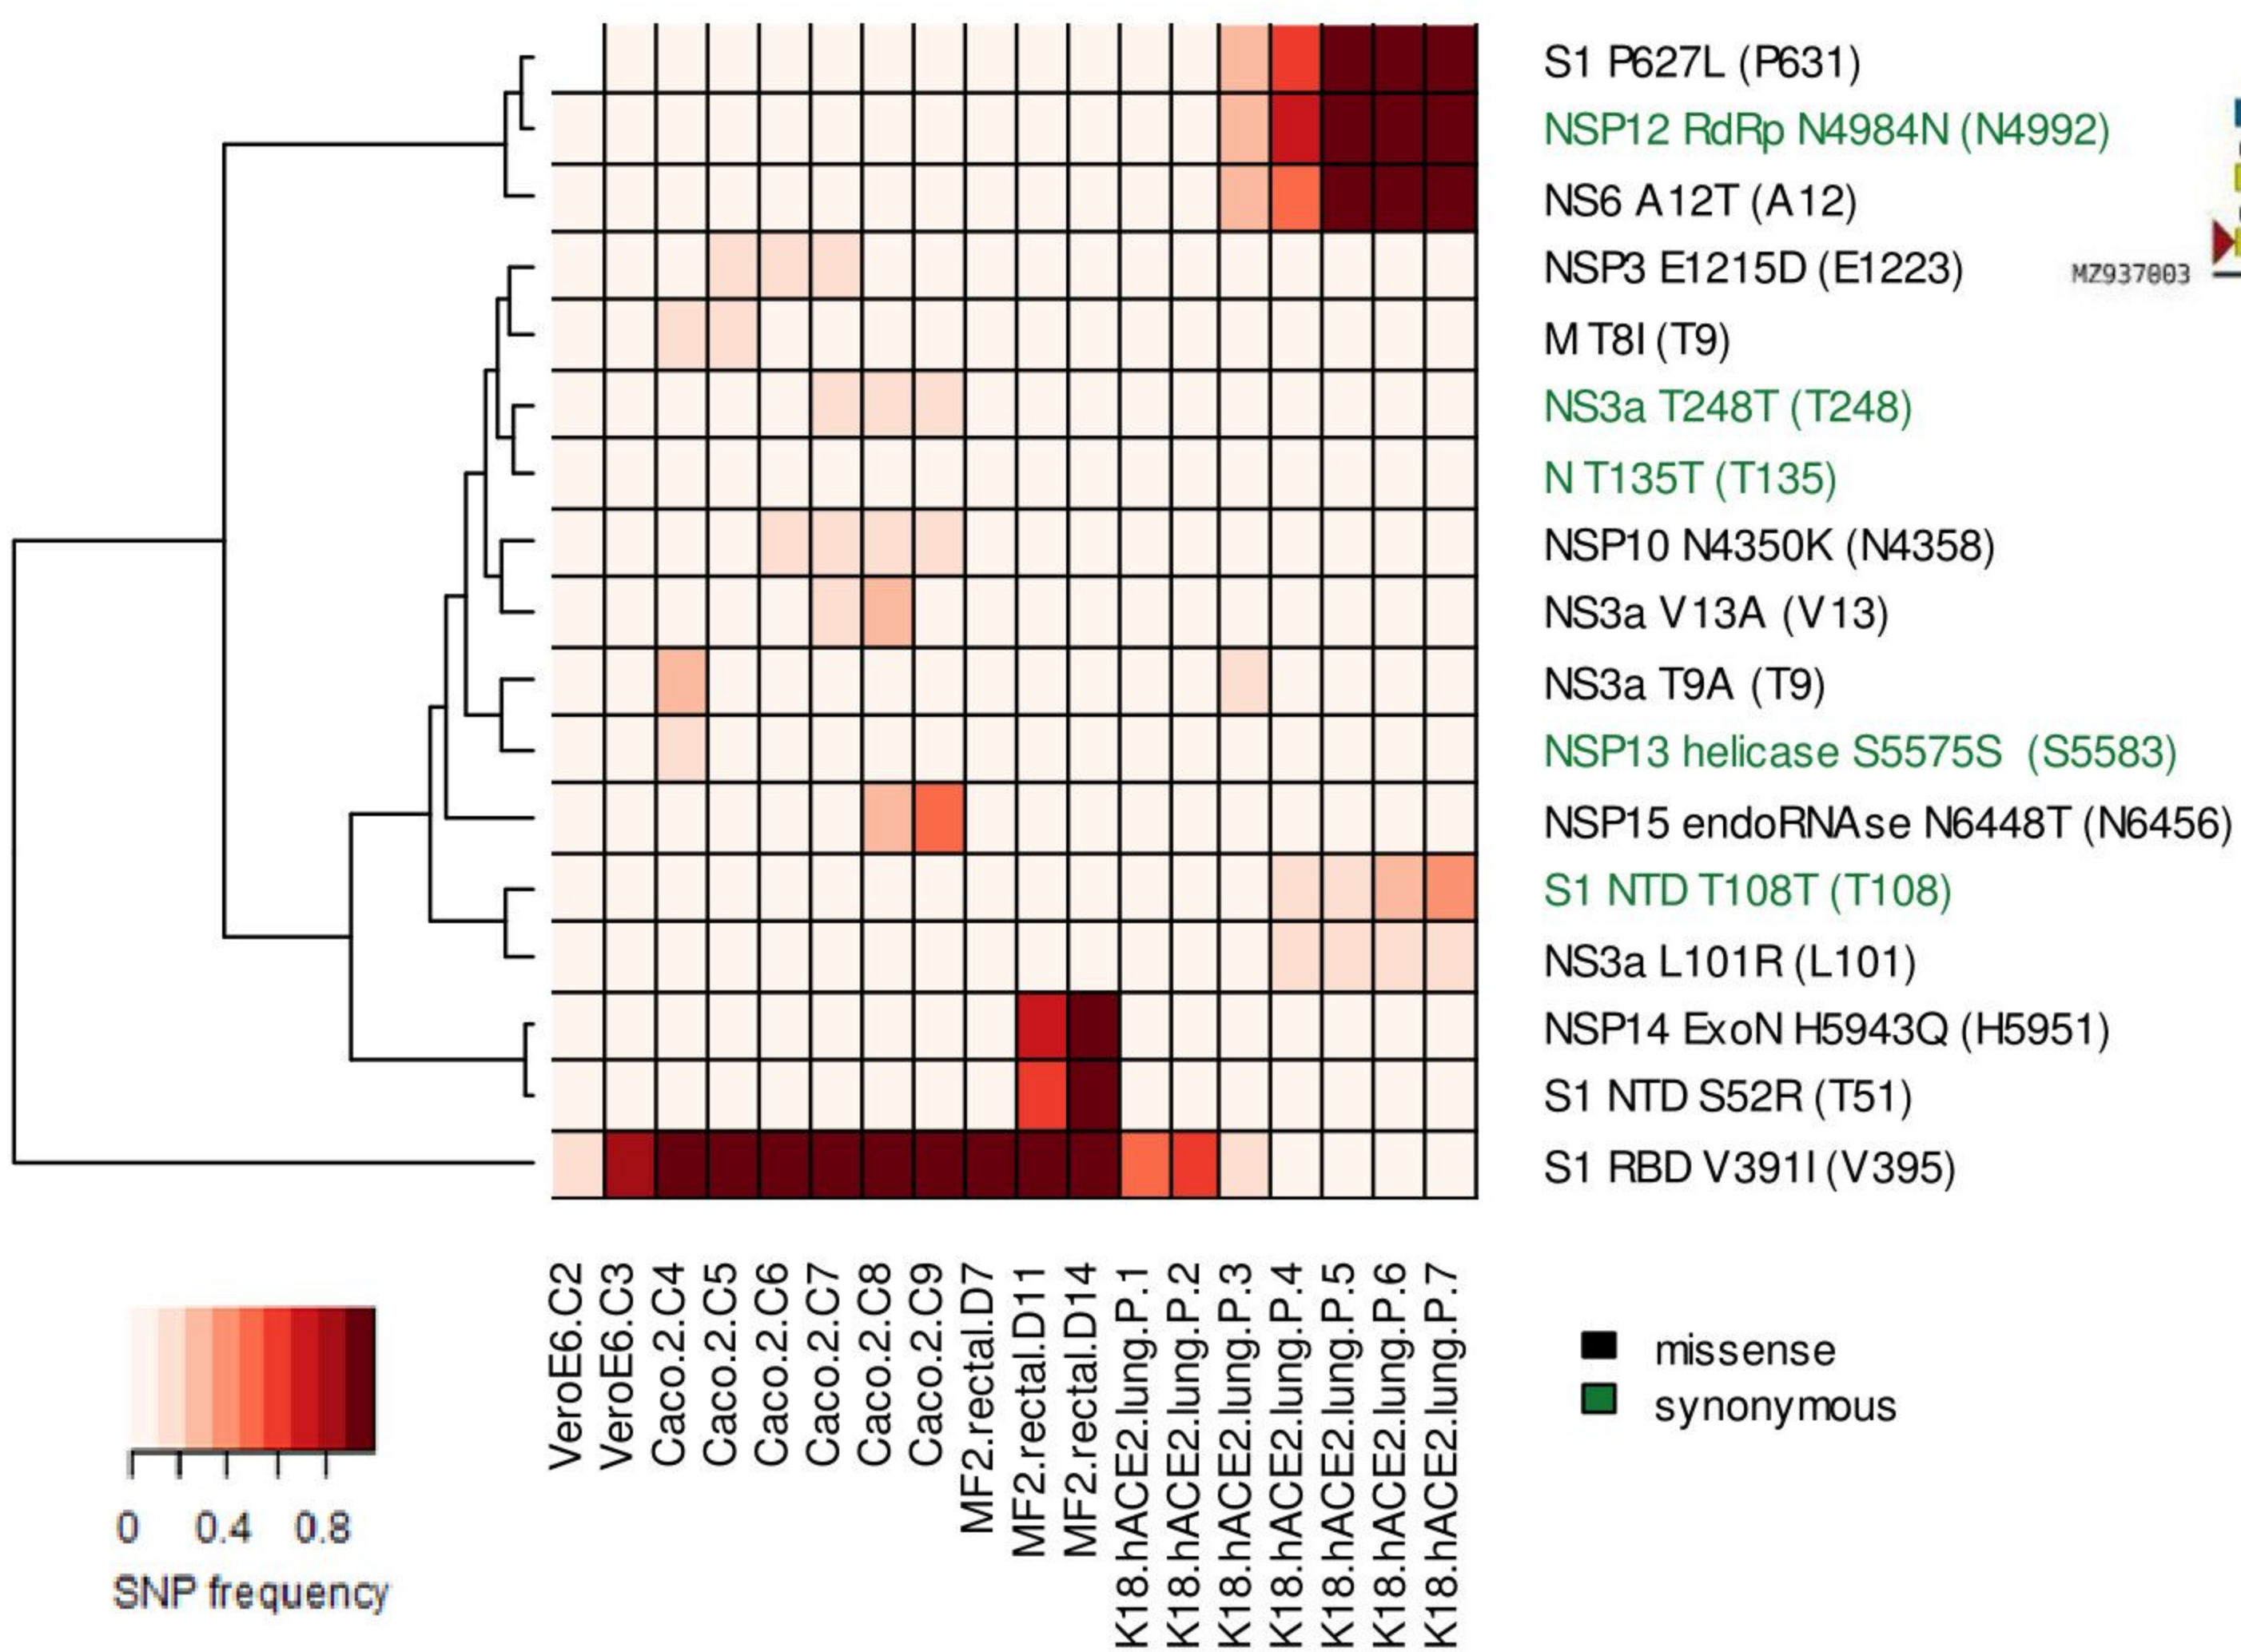 S1 P627L (P631)
NSP12 RdRp N4984N (N4992)
NS6 A12T (A12)
NSP3 E1215D (E1223)
MZ937003
M T8I (T9)
NS3a T248T (T248)
N T135T (T135)
NSP10 N4350K (N4358)
NS3a V13A (V13)
NS3a T9A (T9)
NSP13 helicase S5575S (S5583)
NSP15 endoRNAse N6448T (N6456)
S1 NTD T108T (T108)
NS3a L101R (L101)
NSP14 ExoN H5943Q (H5951)
S1 NTD S52R (T51)
S1 RBD V391I (V395)
VeroE6.C2
VeroE6.C3
Caco.2.C4
Caco.2.C5
Caco.2.C6
Caco.2.C7
Caco.2.C8
Caco.2.C9
MF2.rectal.D7
MF2.rectal.D11
MF2.rectal.D14
K18.hACE2.lung.P.1
K18.hACE2.lung.P.2
K18.hACE2.lung.P.3
K18.hACE2.lung.P.4
K18.hACE2.lung.P.5
K18.hACE2.lung.P.6
K18.hACE2.lung.P.7
missense
synonymous
0 0.4 0.8
SNP frequency